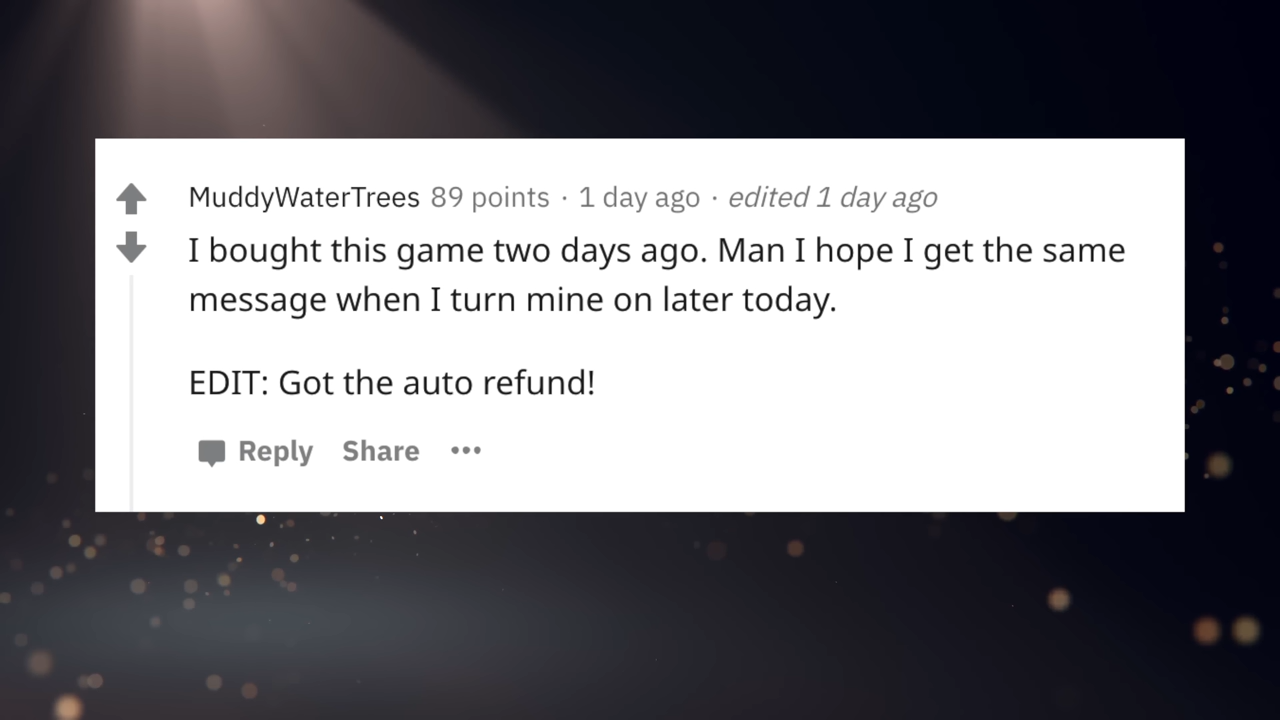 MuddyWaterTrees 89 points · 1 day ago · edited 1 day ago
I bought this game two days ago. Man I hope I get the same
message when I turn mine on later today.
EDIT: Got the auto refund!
Reply Share •••